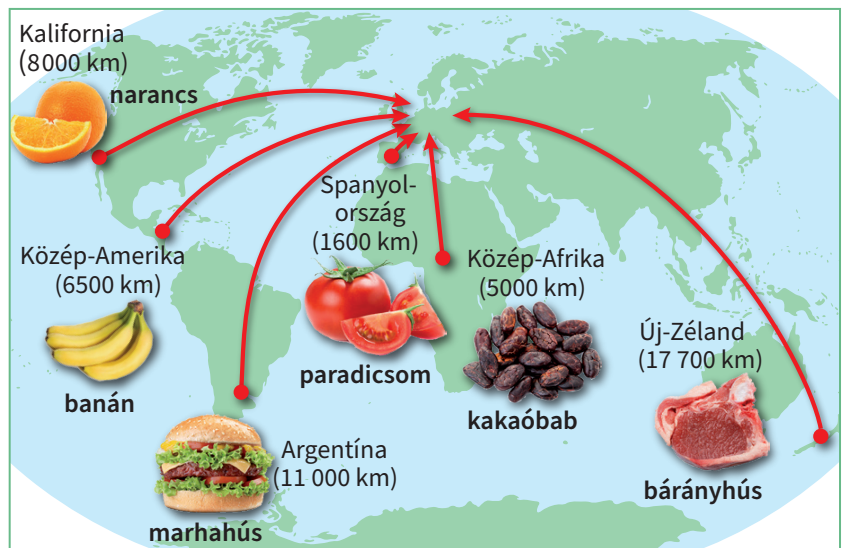 Kalifornia
(8000 km)
narancs
Közép-Amerika
(6500 km)
banán
Argentína
(11 000 km)
marhahús
Spanyol-
ország
(1600 km)
paradicsom
Közép-Afrika
(5000 km)
kakaóbab
Új-Zéland
(17 700 km)
bárányhús